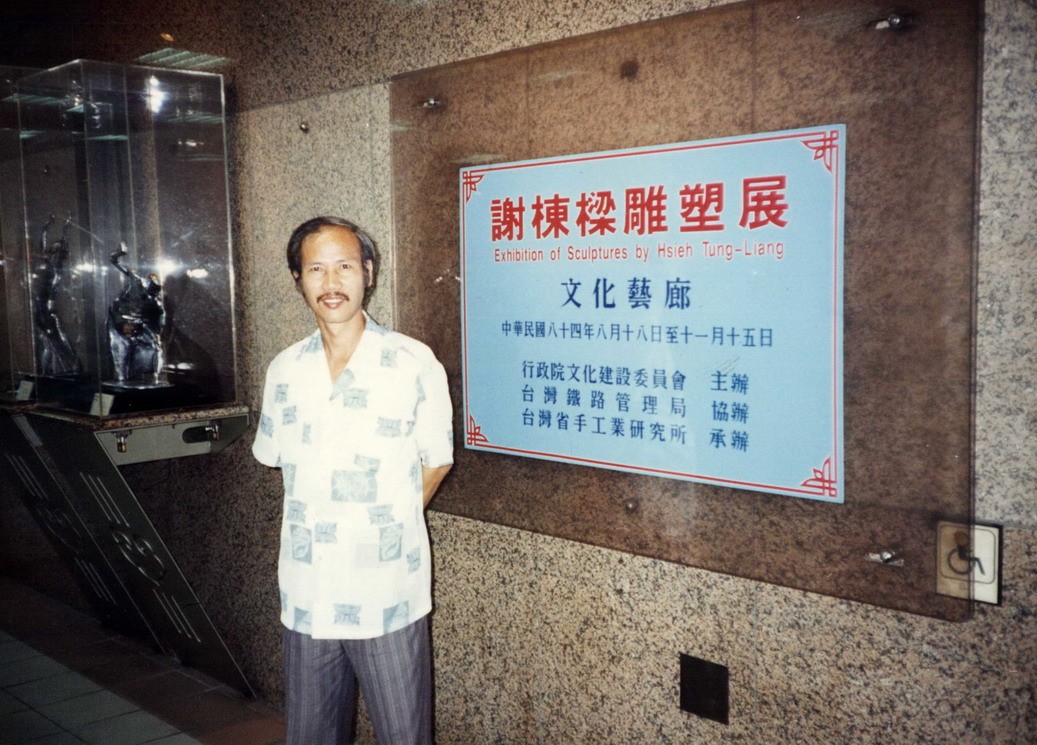 謝棟樑雕塑展
Exhibition of Sculptures by Hsieh Tung-Liang
文化藝廊
中華民國八十四年八月十八日至十一月十五日
行政院文化建設委員會 主辦
台灣鐵路管理局 協辦
台灣省手工業研究所 承辦